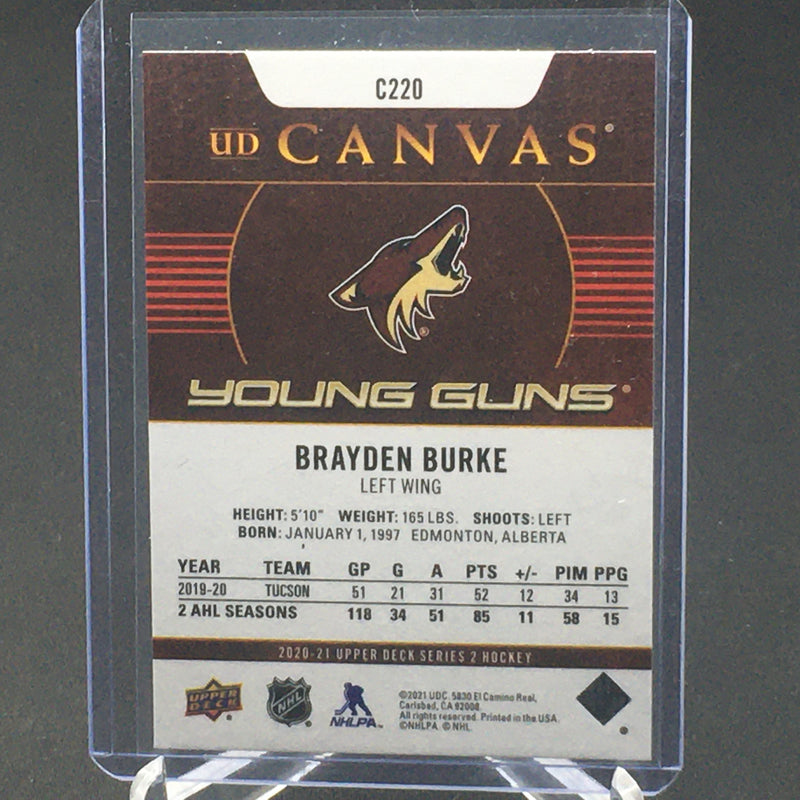 C220
UD CANVAS
YOUNG GUNS
BRAYDEN BURKE
LEFT WING
HEIGHT: 5'10" WEIGHT: 165 LBS. SHOOTS: LEFT
BORN: JANUARY 1, 1997 EDMONTON, ALBERTA
YEAR TEAM GP G A PTS +/- PIM PPG
2019-20 TUCSON 51 21 31 52 12 34 13
2 AHL SEASONS 118 34 51 85 11 58 15
2020-21 UPPER DECK SERIES 2 HOCKEY
UPPER DECK
NHL
NHLPA™
©2021 UDC. 5830 El Camino Real,
Carlsbad, CA 92008.
All rights reserved. Printed in the USA.
©NHLPA © NHL